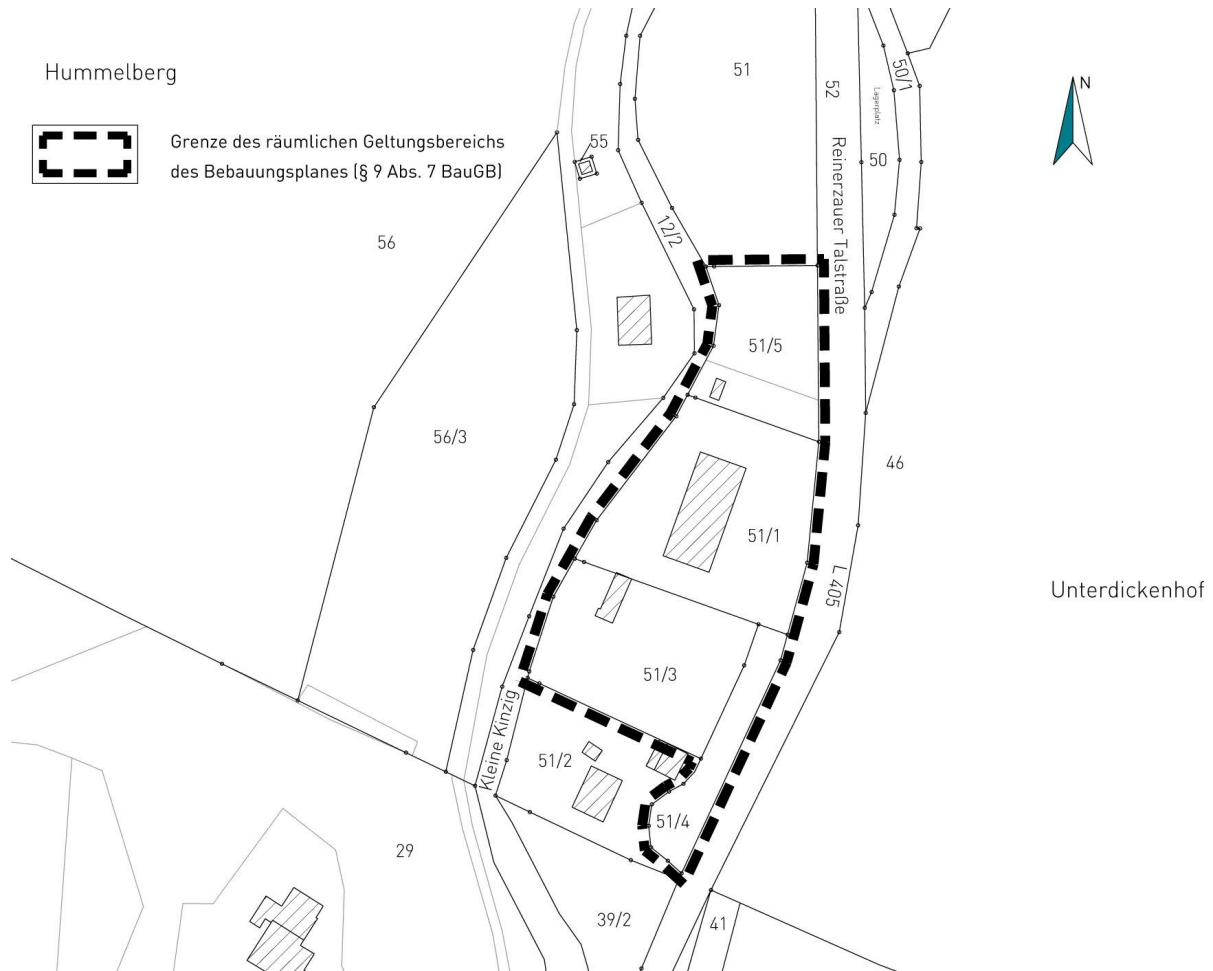 Hummelberg
Grenze des räumlichen Geltungsbereichs
des Bebauungsplanes (§ 9 Abs. 7 BauGB)
N
51
52
50/1
Lagerplatz
50
55
Reinerzauer Talstraße
12/2
56
51/5
56/3
46
51/1
L 405
Unterdickenhof
51/3
Kleine Kinzig
51/2
51/4
29
39/2
41